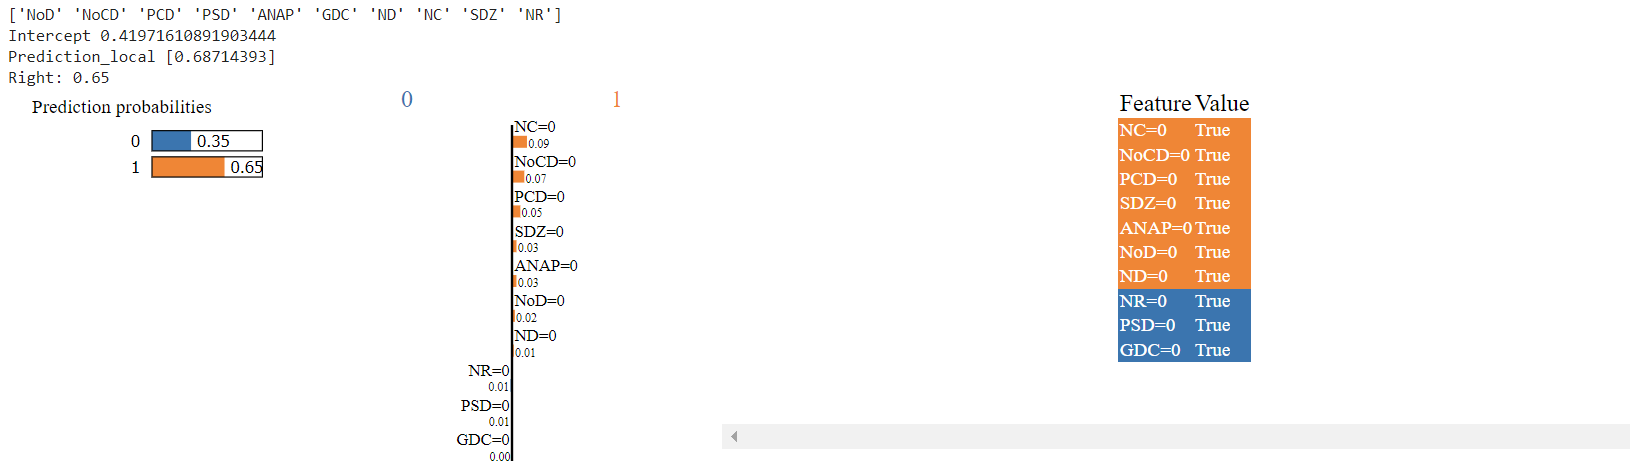 ['NoD' 'NoCD' 'PCD' 'PSD' 'ANAP' 'GDC' 'ND' 'NC' 'SDZ' 'NR']
Intercept 0.41971610891903444
Prediction_local [0.68714393]
Right: 0.65
Prediction probabilities
0 0.35
1 0.65
0 1
NC=0
0.09
NoCD=0
0.07
PCD=0
0.05
SDZ=0
0.03
ANAP=0
0.03
NoD=0
0.02
ND=0
0.01
NR=0
0.01
PSD=0
0.01
GDC=0
0.00
Feature Value
NC=0 True
NoCD=0 True
PCD=0 True
SDZ=0 True
ANAP=0 True
NoD=0 True
ND=0 True
NR=0 True
PSD=0 True
GDC=0 True